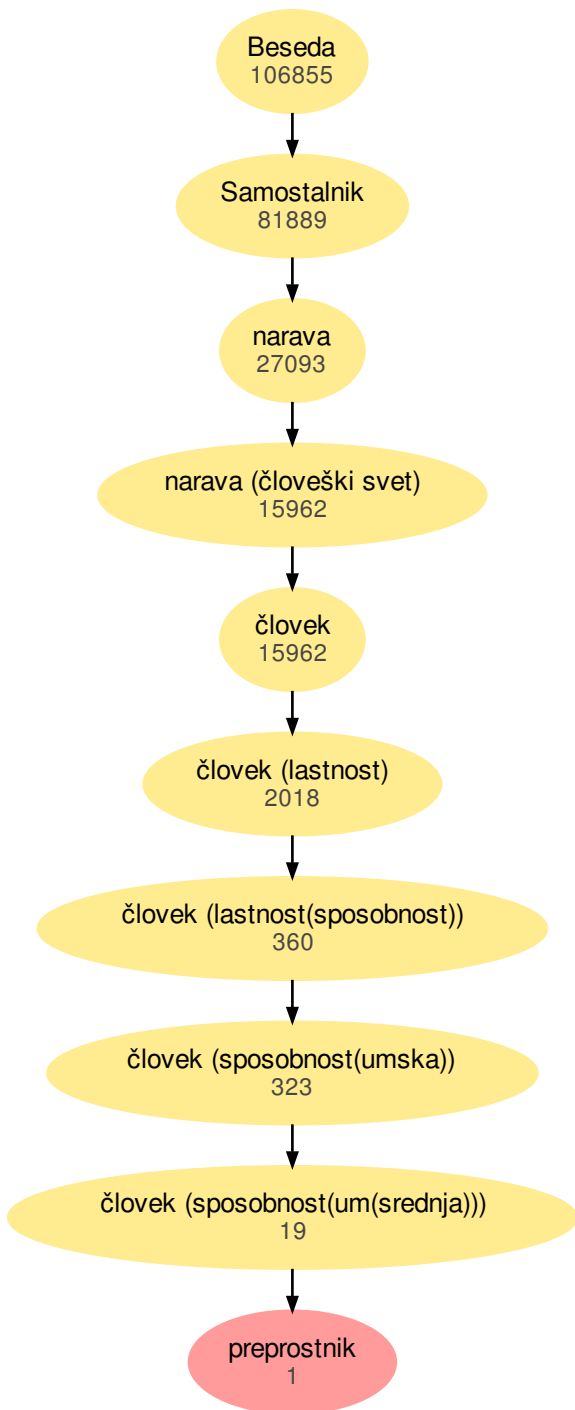 Beseda
106855
Samostalnik
81889
narava
27093
narava (človeški svet)
15962
človek
15962
človek (lastnost)
2018
človek (lastnost(sposobnost))
360
človek (sposobnost(umska))
323
človek (sposobnost(um(srednja)))
19
preprostnik
1